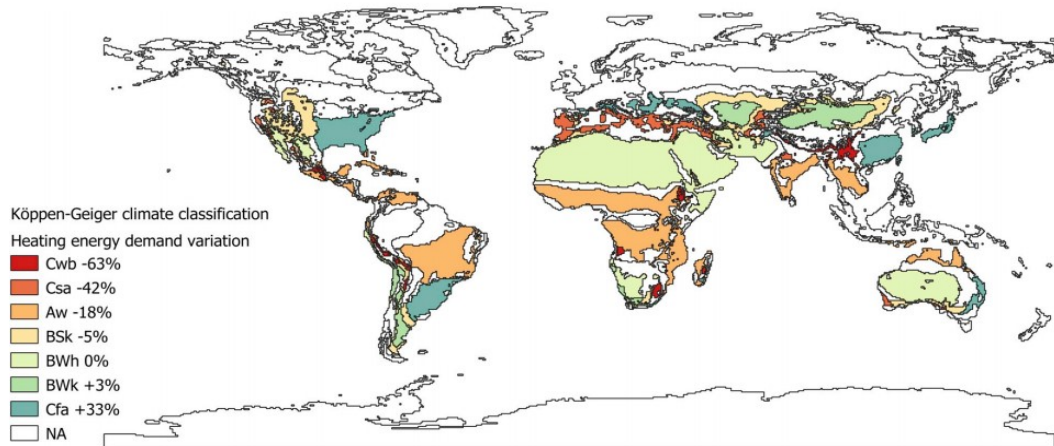 Köppen-Geiger climate classification
Heating energy demand variation
Cwb -63%
Csa -42%
Aw -18%
BSk -5%
BWh 0%
BWk +3%
Cfa +33%
NA